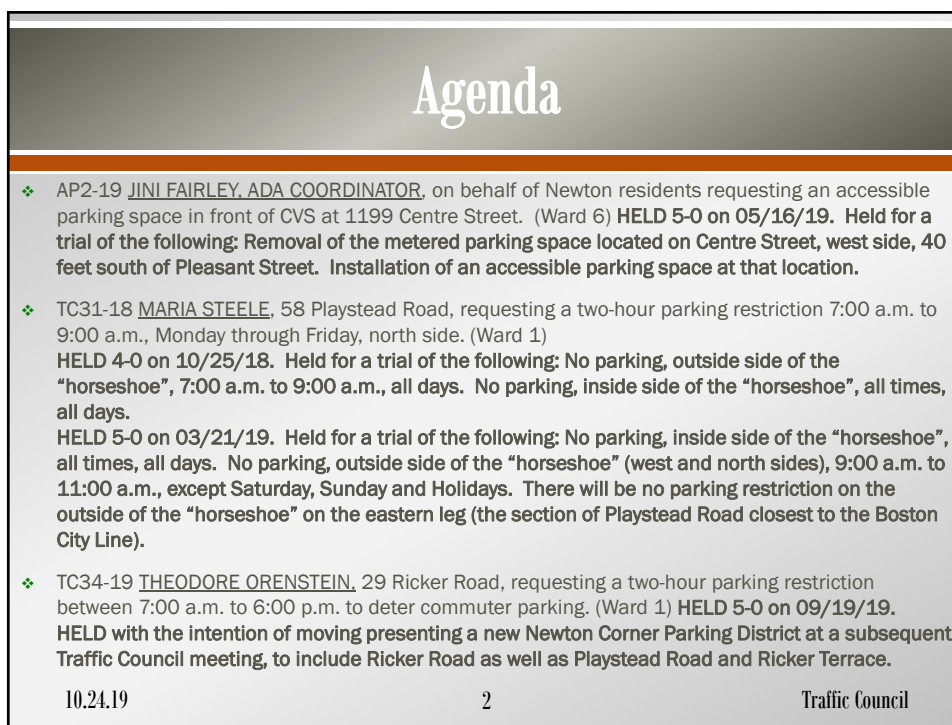 Agenda
❖ AP2-19 JINI FAIRLEY, ADA COORDINATOR, on behalf of Newton residents requesting an accessible
parking space in front of CVS at 1199 Centre Street.  (Ward 6) HELD 5-0 on 05/16/19.  Held for a
trial of the following: Removal of the metered parking space located on Centre Street, west side, 40
feet south of Pleasant Street.  Installation of an accessible parking space at that location.
❖ TC31-18 MARIA STEELE, 58 Playstead Road, requesting a two-hour parking restriction 7:00 a.m. to
9:00 a.m., Monday through Friday, north side. (Ward 1)
HELD 4-0 on 10/25/18.  Held for a trial of the following: No parking, outside side of the
“horseshoe”, 7:00 a.m. to 9:00 a.m., all days.  No parking, inside side of the “horseshoe”, all times,
all days.
HELD 5-0 on 03/21/19.  Held for a trial of the following: No parking, inside side of the “horseshoe”,
all times, all days.  No parking, outside side of the “horseshoe” (west and north sides), 9:00 a.m. to
11:00 a.m., except Saturday, Sunday and Holidays.  There will be no parking restriction on the
outside of the “horseshoe” on the eastern leg (the section of Playstead Road closest to the Boston
City Line).
❖ TC34-19 THEODORE ORENSTEIN, 29 Ricker Road, requesting a two-hour parking restriction
between 7:00 a.m. to 6:00 p.m. to deter commuter parking. (Ward 1) HELD 5-0 on 09/19/19.
HELD with the intention of moving presenting a new Newton Corner Parking District at a subsequent
Traffic Council meeting, to include Ricker Road as well as Playstead Road and Ricker Terrace.
10.24.19 2 Traffic Council